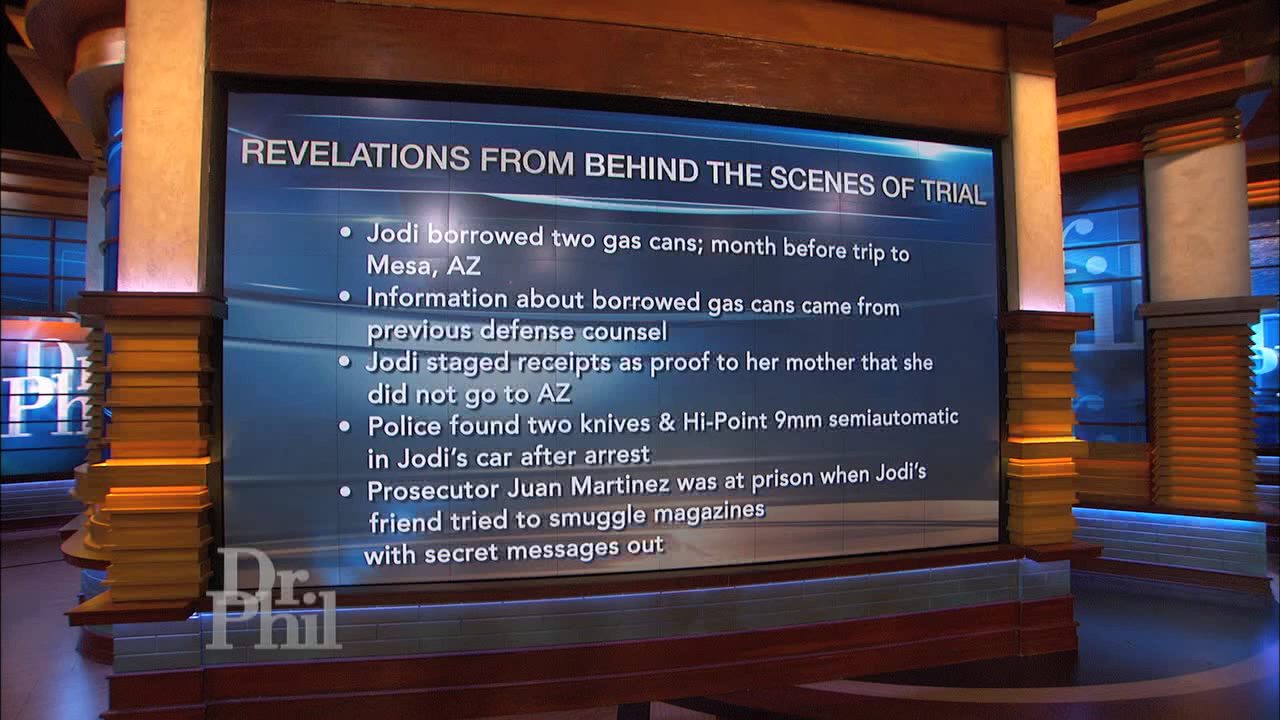 REVELATIONS FROM BEHIND THE SCENES OF TRIAL
• Jodi borrowed two gas cans; month before trip to
Mesa, AZ
• Information about borrowed gas cans came from
previous defense counsel
• Jodi staged receipts as proof to her mother that she
did not go to AZ
• Police found two knives & Hi-Point 9mm semiautomatic
in Jodi's car after arrest
• Prosecutor Juan Martinez was at prison when Jodi's
friend tried to smuggle magazines
with secret messages out
Dr.
Phil
Dr
Phil